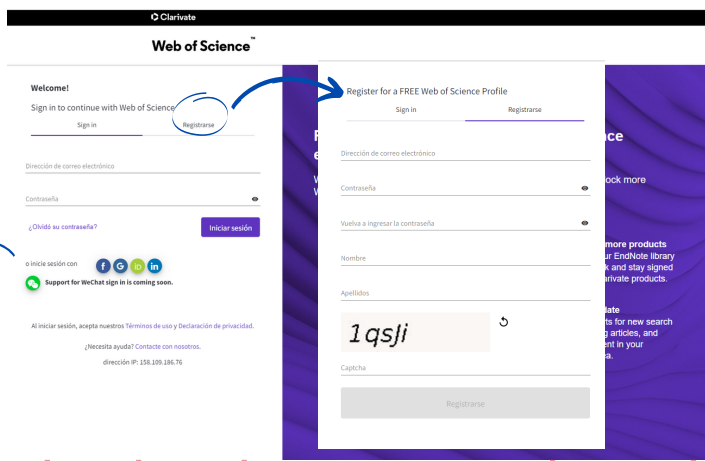 Clarivate
Web of Science™
Welcome!
Sign in to continue with Web of Science
Sign in
Registrarse
Dirección de correo electrónico
Contraseña
¿Olvidó su contraseña?
Iniciar sesión
o inicie sesión con
f G iD in
Support for WeChat sign in is coming soon.
Al iniciar sesión, acepta nuestros Términos de uso y Declaración de privacidad.
¿Necesita ayuda? Contacte con nosotros.
dirección IP: 158.109.186.76
Register for a FREE Web of Science Profile
Sign in
Registrarse
Dirección de correo electrónico
Contraseña
Vuelva a ingresar la contraseña
Nombre
Apellidos
1qsJi
Captcha
Registrarse
ock more
more products
ur EndNote library
k and stay signed
arivate products.
ts for new search
g articles, and
ent in your